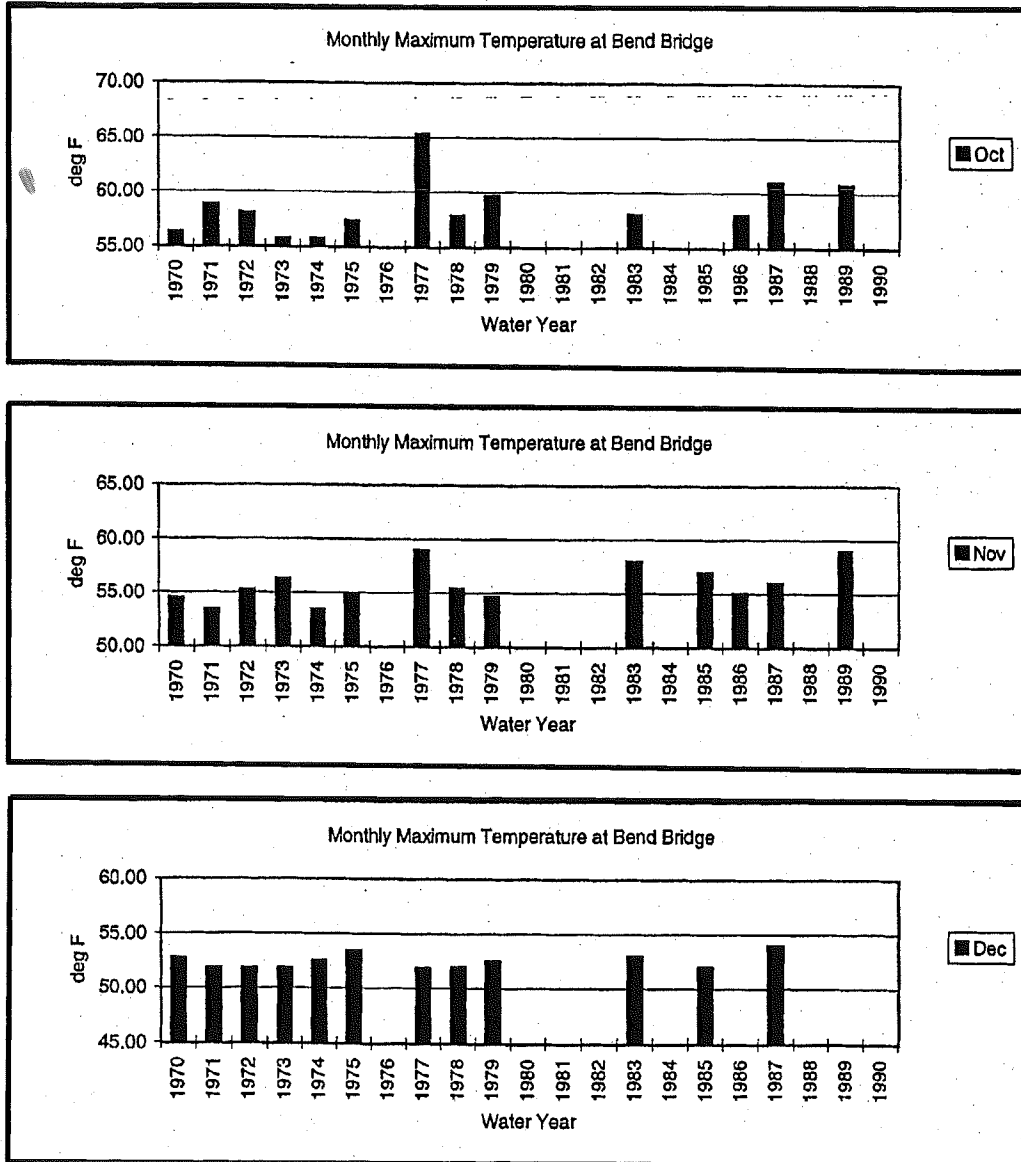 Monthly Maximum Temperature at Bend Bridge
70.00
65.00
60.00
55.00
deg F
1970 1971 1972 1973 1974 1975 1976 1977 1978 1979 1980 1981 1982 1983 1984 1985 1986 1987 1988 1989 1990
Water Year
Oct
Monthly Maximum Temperature at Bend Bridge
65.00
60.00
55.00
50.00
deg F
1970 1971 1972 1973 1974 1975 1976 1977 1978 1979 1980 1981 1982 1983 1984 1985 1986 1987 1988 1989 1990
Water Year
Nov
Monthly Maximum Temperature at Bend Bridge
60.00
55.00
50.00
45.00
deg F
1970 1971 1972 1973 1974 1975 1976 1977 1978 1979 1980 1981 1982 1983 1984 1985 1986 1987 1988 1989 1990
Water Year
Dec